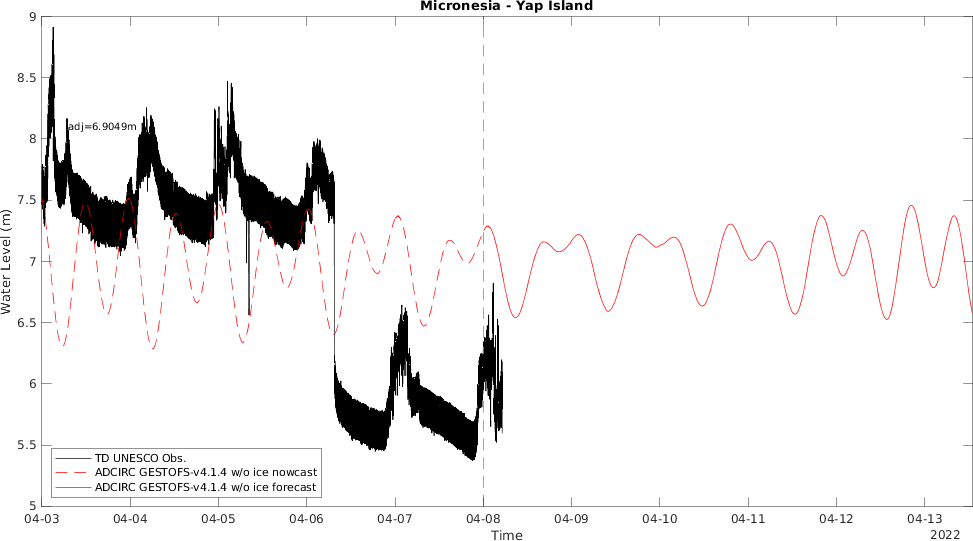 Micronesia - Yap Island
9
8.5
8
7.5
7
6.5
6
5.5
5
Water Level (m)
adj=6.9049m
TD UNESCO Obs.
ADCIRC GESTOFS-v4.1.4 w/o ice nowcast
ADCIRC GESTOFS-v4.1.4 w/o ice forecast
04-03 04-04 04-05 04-06 04-07 04-08 04-09 04-10 04-11 04-12 04-13
Time
2022